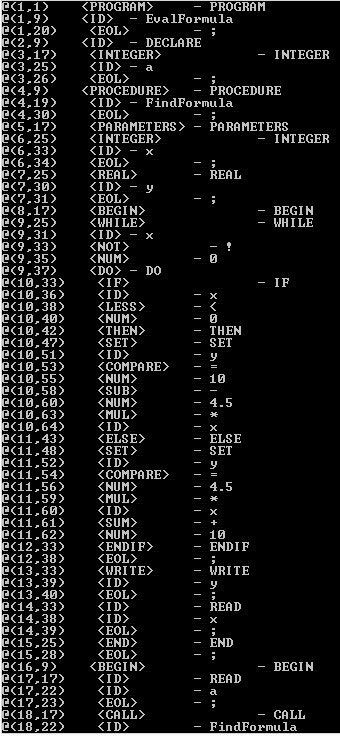 @(1,1) <PROGRAM> - PROGRAM
@(1,9) <ID> - EvalFormula
@(1,20) <EOL> - ;
@(2,9) <ID> - DECLARE
@(3,17) <INTEGER> - INTEGER
@(3,25) <ID> - a
@(3,26) <EOL> - ;
@(4,9) <PROCEDURE> - PROCEDURE
@(4,19) <ID> - FindFormula
@(4,30) <EOL> - ;
@(5,17) <PARAMETERS> - PARAMETERS
@(6,25) <INTEGER> - INTEGER
@(6,33) <ID> - x
@(6,34) <EOL> - ;
@(7,25) <REAL> - REAL
@(7,30) <ID> - y
@(7,31) <EOL> - ;
@(8,17) <BEGIN> - BEGIN
@(9,25) <WHILE> - WHILE
@(9,31) <ID> - x
@(9,33) <NOT> - !
@(9,35) <NUM> - 0
@(9,37) <DO> - DO
@(10,33) <IF> - IF
@(10,36) <ID> - x
@(10,38) <LESS> - <
@(10,40) <NUM> - 0
@(10,42) <THEN> - THEN
@(10,47) <SET> - SET
@(10,51) <ID> - y
@(10,53) <COMPARE> - =
@(10,55) <NUM> - 10
@(10,58) <SUB> - -
@(10,60) <NUM> - 4.5
@(10,63) <MUL> - *
@(10,64) <ID> - x
@(11,43) <ELSE> - ELSE
@(11,48) <SET> - SET
@(11,52) <ID> - y
@(11,54) <COMPARE> - =
@(11,56) <NUM> - 4.5
@(11,59) <MUL> - *
@(11,60) <ID> - x
@(11,61) <SUM> - +
@(11,62) <NUM> - 10
@(12,33) <ENDIF> - ENDIF
@(12,38) <EOL> - ;
@(13,33) <WRITE> - WRITE
@(13,39) <ID> - y
@(13,40) <EOL> - ;
@(14,33) <ID> - READ
@(14,38) <ID> - x
@(14,39) <EOL> - ;
@(15,25) <END> - END
@(15,28) <EOL> - ;
@(16,9) <BEGIN> - BEGIN
@(17,17) <ID> - READ
@(17,22) <ID> - a
@(17,23) <EOL> - ;
@(18,17) <CALL> - CALL
@(18,22) <ID> - FindFormula